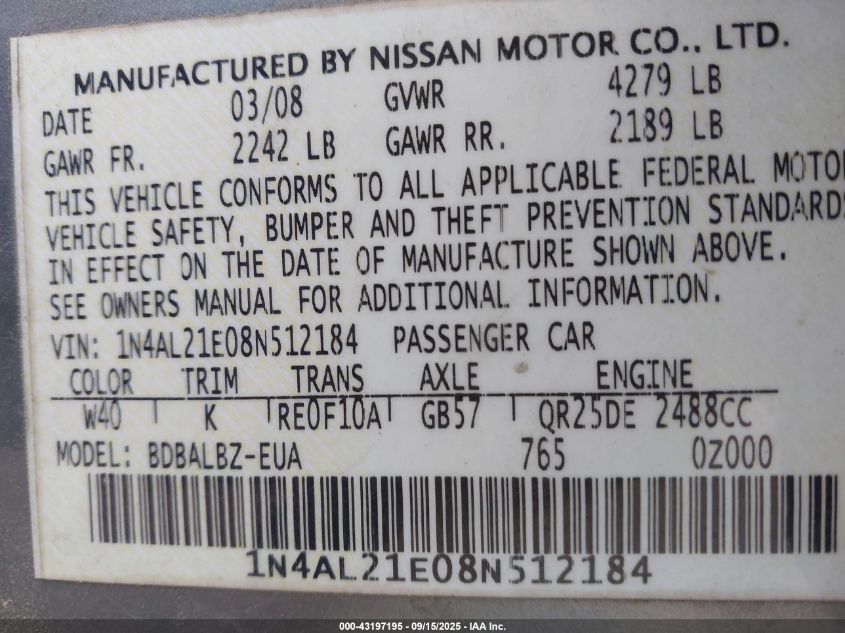 MANUFACTURED BY NISSAN MOTOR CO., LTD.
DATE 03/08 GVWR 4279 LB
GAWR FR. 2242 LB GAWR RR. 2189 LB
THIS VEHICLE CONFORMS TO ALL APPLICABLE FEDERAL MOTO
VEHICLE SAFETY, BUMPER AND THEFT PREVENTION STANDARDS
IN EFFECT ON THE DATE OF MANUFACTURE SHOWN ABOVE.
SEE OWNERS MANUAL FOR ADDITIONAL INFORMATION.
VIN: 1N4AL21E08N512184 PASSENGER CAR
COLOR TRIM TRANS AXLE ENGINE
W40 K RE0F10A GB57 QR25DE 2488CC
MODEL: BDBALBZ-EUA 765 0Z000
1N4AL21E08N512184
000-43197195 - 09/15/2025 - IAA Inc.